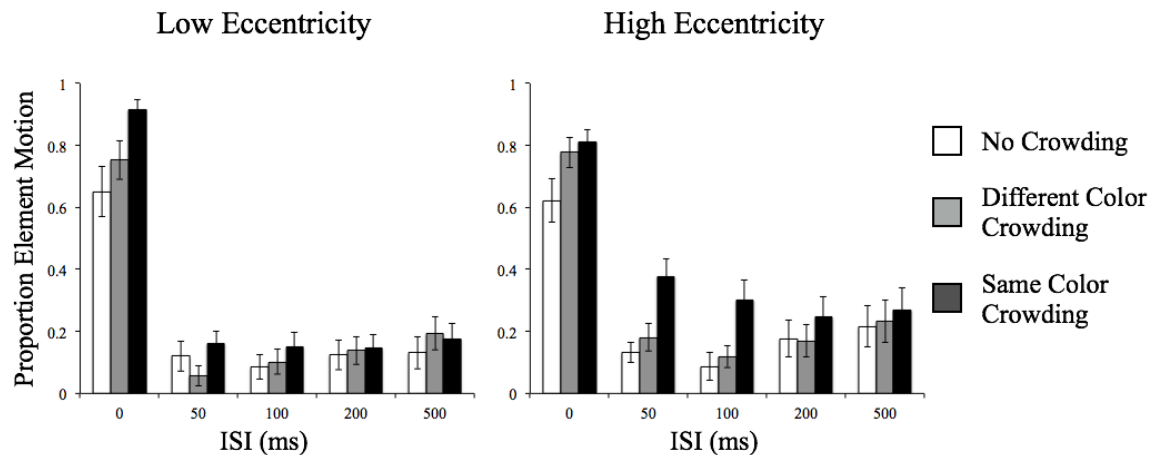 Low Eccentricity
High Eccentricity
Proportion Element Motion
1
0.8
0.6
0.4
0.2
0
0 50 100 200 500
ISI (ms)
1
0.8
0.6
0.4
0.2
0
0 50 100 200 500
ISI (ms)
No Crowding
Different Color
Crowding
Same Color
Crowding